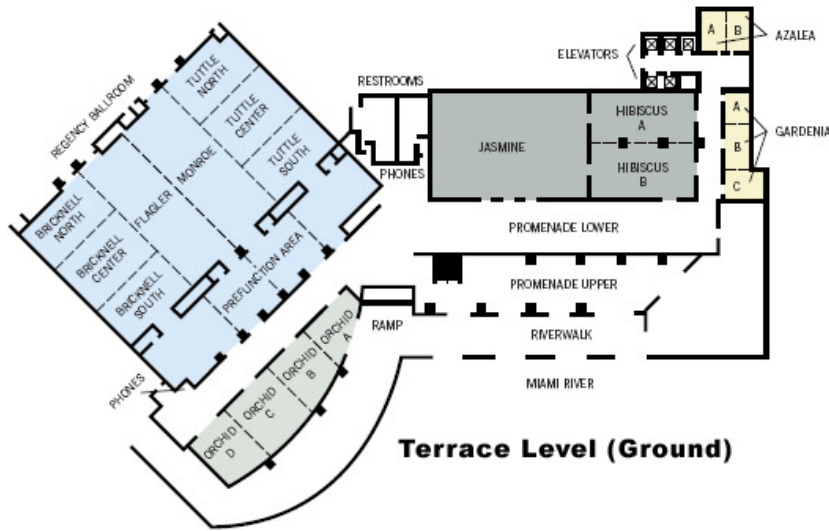 A
B
AZALEA
ELEVATORS
RESTROOMS
REGENCY BALLROOM
TUTTLE
NORTH
TUTTLE
CENTER
TUTTLE
SOUTH
MONROE
FLAGLER
BRICKNELL
NORTH
BRICKNELL
CENTER
BRICKNELL
SOUTH
PREFUNCTION AREA
PHONES
JASMINE
HIBISCUS
A
HIBISCUS
B
A
B
C
GARDENIA
PROMENADE LOWER
PROMENADE UPPER
RAMP
RIVERWALK
MIAMI RIVER
PHONES
ORCHID
A
ORCHID
B
ORCHID
C
ORCHID
D
Terrace Level (Ground)